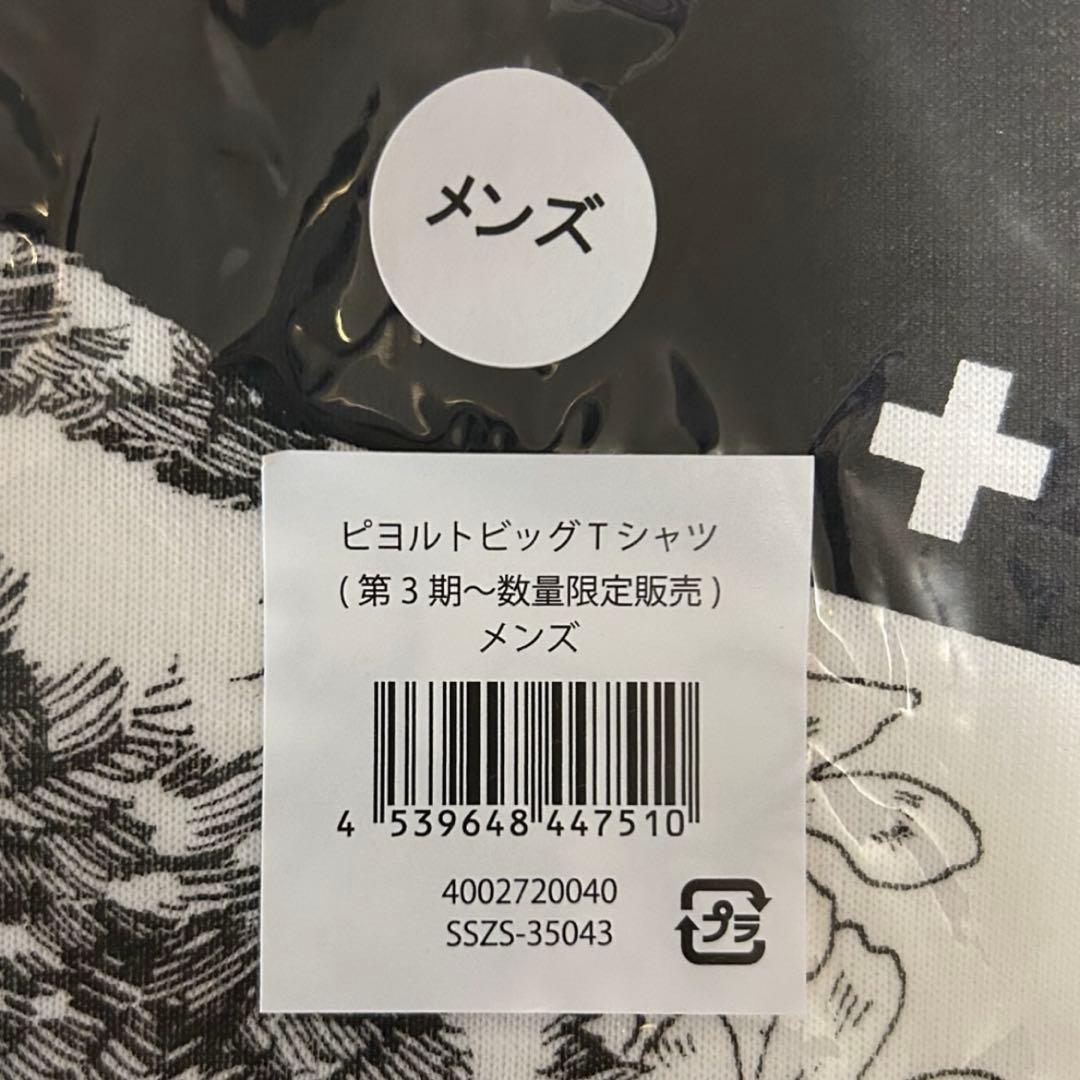 メンズ
ピヨルトビッグTシャツ
(第3期～数量限定販売)
メンズ
4 539648 447510
4002720040
SSZS-35043
プラ